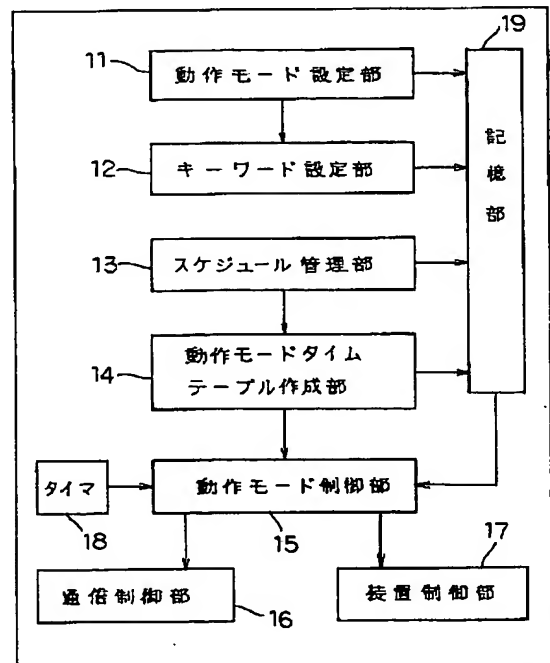 19
11
動作モード設定部
12
キーワード設定部
記憶部
13
スケジュール管理部
14
動作モードタイム
テーブル作成部
タイマ
18
動作モード制御部
15
17
通信制御部
16
装置制御部